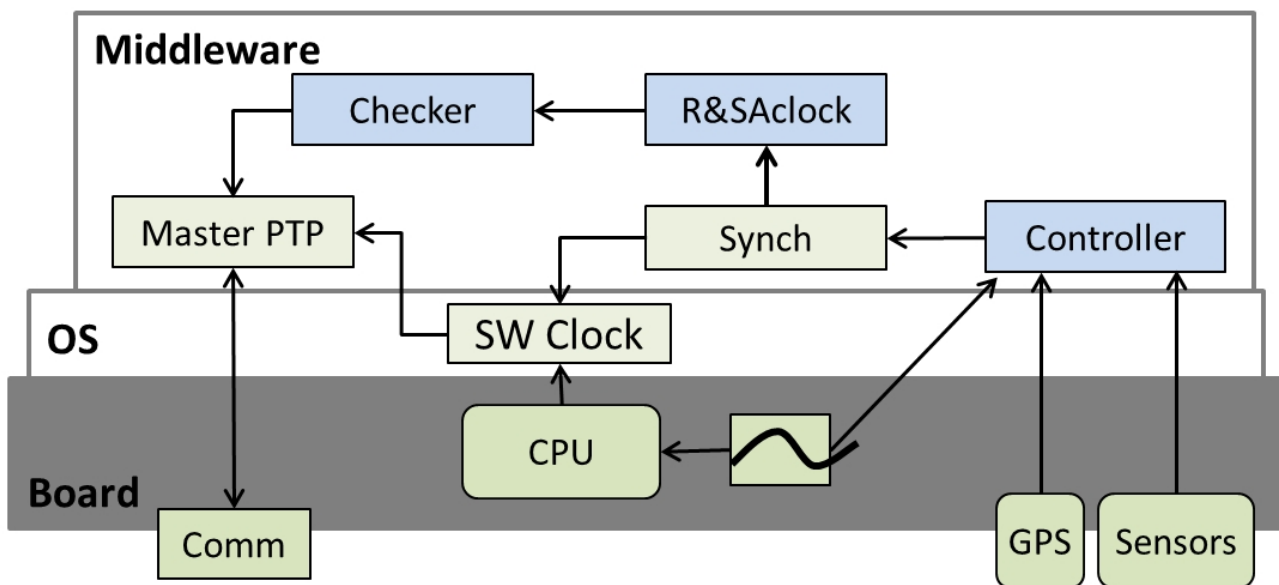 Middleware
Checker
R&SAclock
Master PTP
Synch
Controller
OS
SW Clock
CPU
Board
Comm
GPS
Sensors